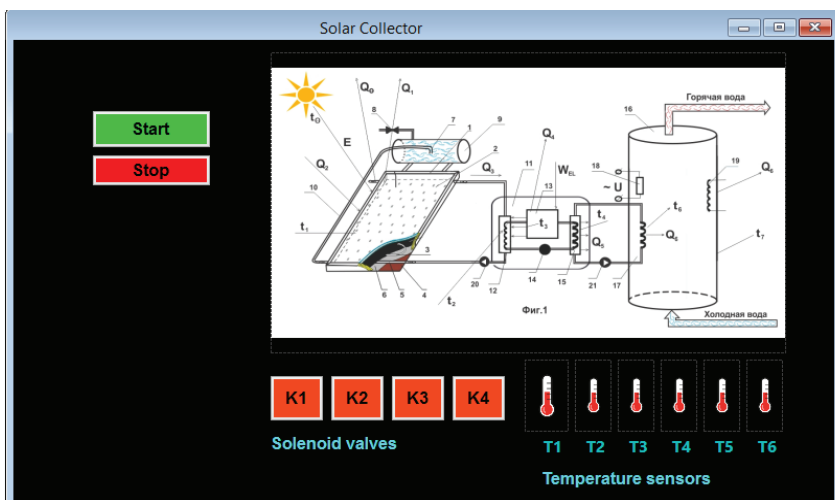 Solar Collector
Start
Stop
Q₀
Q₁
16
Горячая вода
8
7
1
9
t₀
E
2
Q₄
Q₂
Q₃
11
W_EL
13
18
19
Q₆
10
~ U
t₁
t₃
t₄
t₆
3
Q₅
Q₆
t₇
6
5
4
20
12
14
15
21
17
t₂
Фиг.1
Холодная вода
K1 K2 K3 K4
Solenoid valves
T1 T2 T3 T4 T5 T6
Temperature sensors